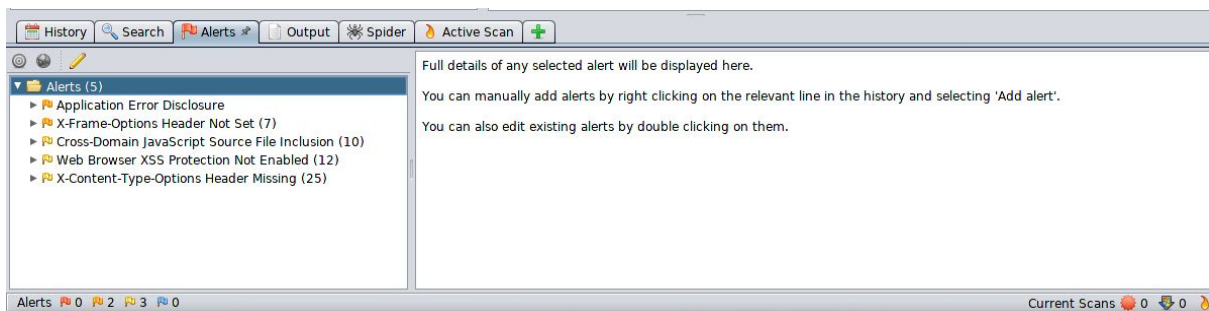 History Search Alerts Output Spider Active Scan
Full details of any selected alert will be displayed here.
Alerts (5)
You can manually add alerts by right clicking on the relevant line in the history and selecting 'Add alert'.
Application Error Disclosure
X-Frame-Options Header Not Set (7)
You can also edit existing alerts by double clicking on them.
Cross-Domain JavaScript Source File Inclusion (10)
Web Browser XSS Protection Not Enabled (12)
X-Content-Type-Options Header Missing (25)
Alerts 0 2 3 0 Current Scans 0 0